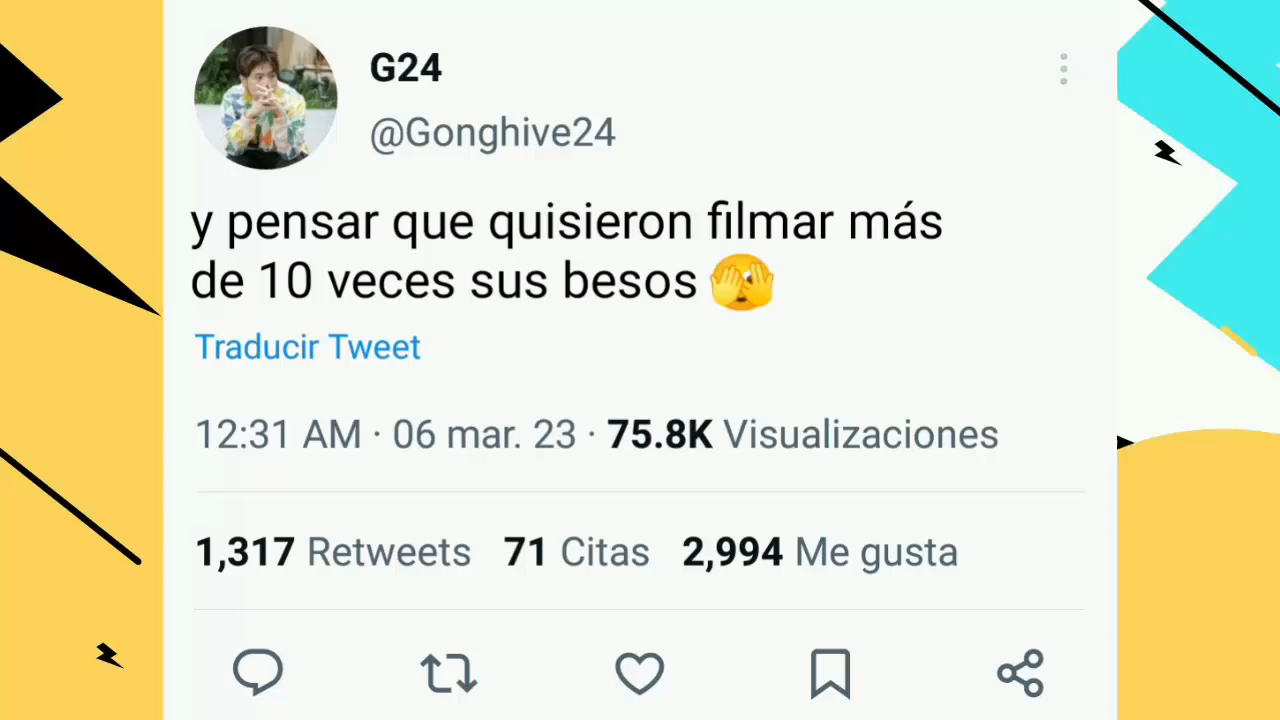 G24
@Gonghive24
y pensar que quisieron filmar más
de 10 veces sus besos 🫣
Traducir Tweet
12:31 AM · 06 mar. 23 · 75.8K Visualizaciones
1,317 Retweets 71 Citas 2,994 Me gusta